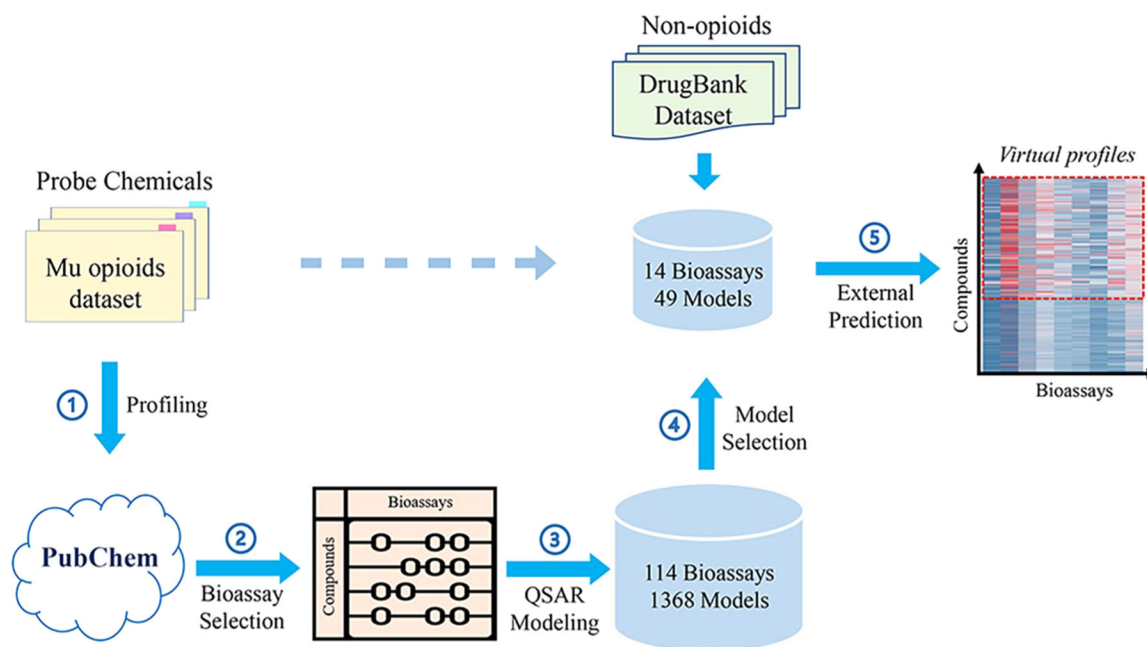 Non-opioids
DrugBank
Dataset
Probe Chemicals
Mu opioids
dataset
14 Bioassays
49 Models
5
External
Prediction
Virtual profiles
Compounds
Bioassays
1
Profiling
4
Model
Selection
PubChem
2
Bioassay
Selection
Bioassays
Compounds
3
QSAR
Modeling
114 Bioassays
1368 Models